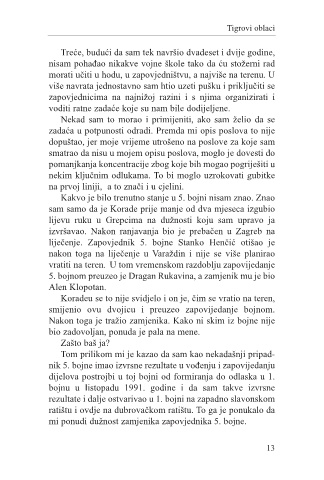 Tigrovi oblaci
Treće, budući da sam tek navršio dvadeset i dvije godine,
nisam pohađao nikakve vojne škole tako da ću stožerni rad
morati učiti u hodu, u zapovjedništvu, a najviše na terenu. U
više navrata jednostavno sam htio uzeti pušku i priključiti se
zapovjednicima na najnižoj razini i s njima organizirati i
voditi ratne zadaće koje su nam bile dodijeljene.
Nekad sam to morao i primijeniti, ako sam želio da se
zadaća u potpunosti odradi. Premda mi opis poslova to nije
dopuštao, jer moje vrijeme utrošeno na poslove za koje sam
smatrao da nisu u mojem opisu poslova, moglo je dovesti do
pomanjkanja koncentracije zbog koje bih mogao pogriješiti u
nekim ključnim odlukama. To bi moglo uzrokovati gubitke
na prvoj liniji, a to znači i u cjelini.
Kakvo je bilo trenutno stanje u 5. bojni nisam znao. Znao
sam samo da je Korade prije manje od dva mjeseca izgubio
lijevu ruku u Grepcima na dužnosti koju sam upravo ja
izvršavao. Nakon ranjavanja bio je prebačen u Zagreb na
liječenje. Zapovjednik 5. bojne Stanko Henčić otišao je
nakon toga na liječenje u Varaždin i nije se više planirao
vratiti na teren. U tom vremenskom razdoblju zapovijedanje
5. bojnom preuzeo je Dragan Rukavina, a zamjenik mu je bio
Alen Klopotan.
Koradeu se to nije svidjelo i on je, čim se vratio na teren,
smijenio ovu dvojicu i preuzeo zapovijedanje bojnom.
Nakon toga je tražio zamjenika. Kako ni skim iz bojne nije
bio zadovoljan, ponuda je pala na mene.
Zašto baš ja?
Tom prilikom mi je kazao da sam kao nekadašnji pripad-
nik 5. bojne imao izvrsne rezultate u vođenju i zapovijedanju
dijelova postrojbi u toj bojni od formiranja do odlaska u 1.
bojnu u listopadu 1991. godine i da sam takve izvrsne
rezultate i dalje ostvarivao u 1. bojni na zapadno slavonskom
ratištu i ovdje na dubrovačkom ratištu. To ga je ponukalo da
mi ponudi dužnost zamjenika zapovjednika 5. bojne.
13